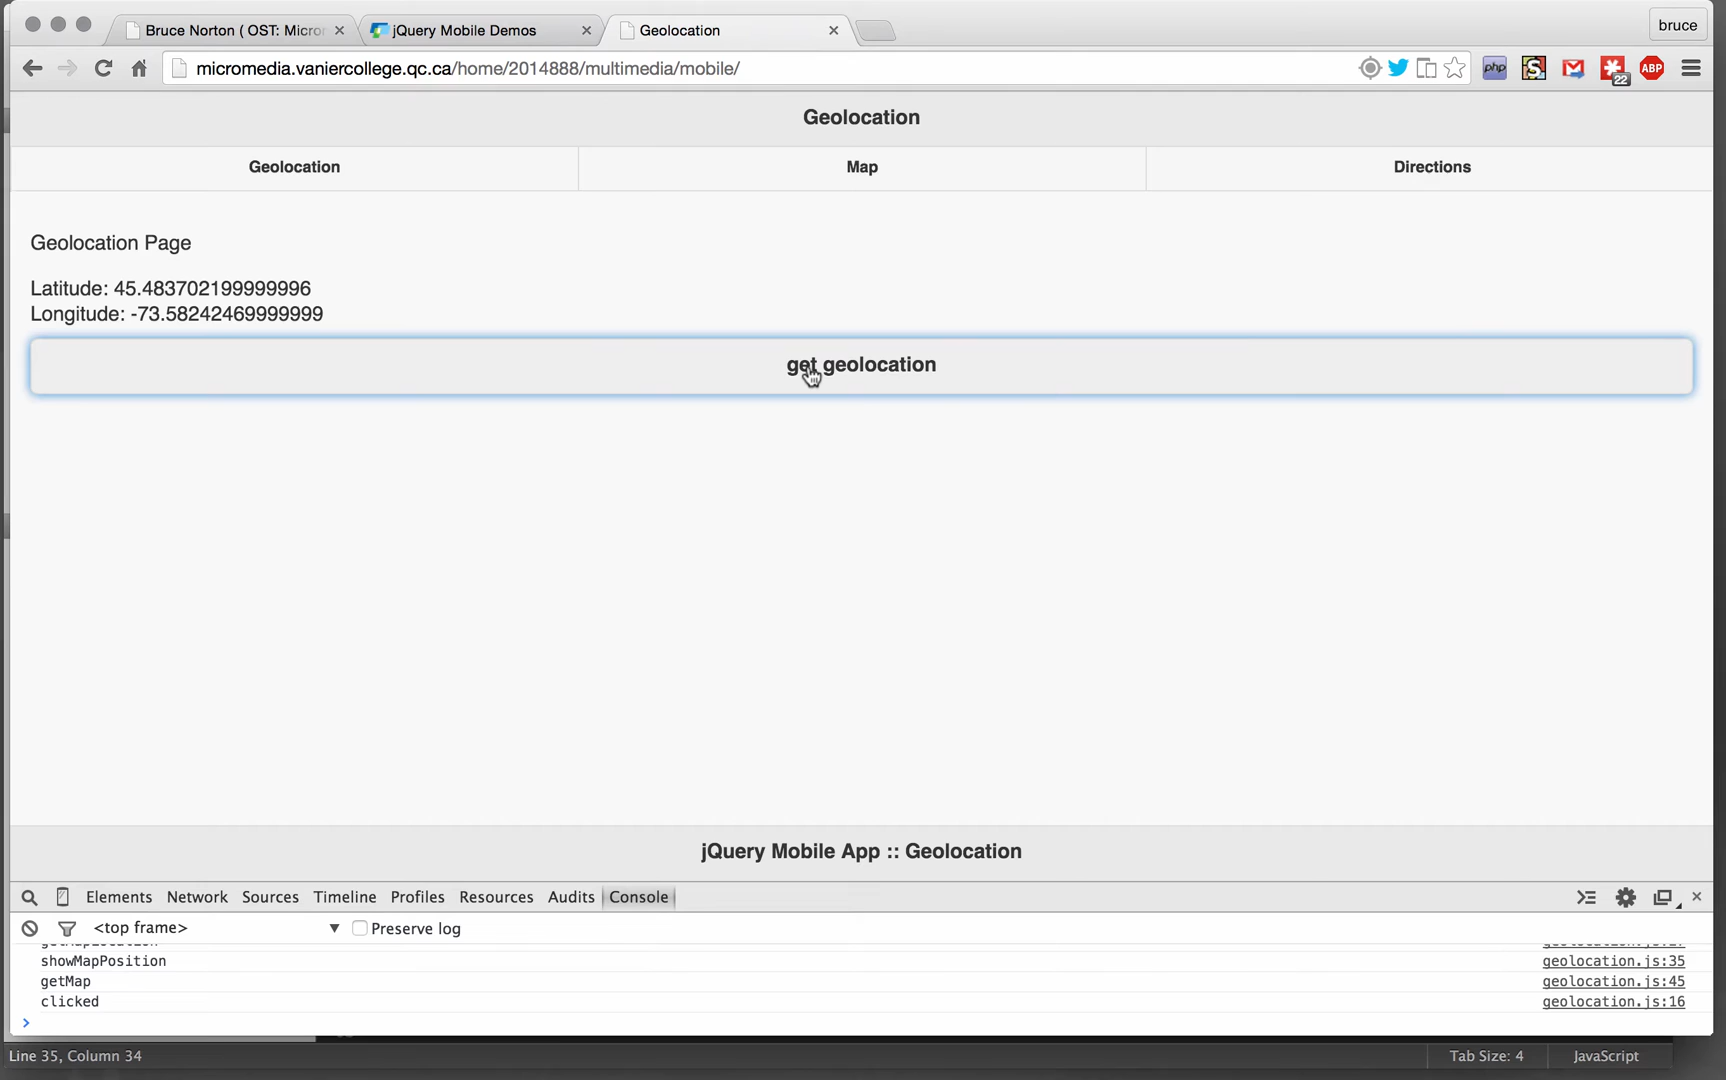 Bruce Norton ( OST: Micro
jQuery Mobile Demos
Geolocation
bruce
micromedia.vaniercollege.qc.ca/home/2014888/multimedia/mobile/
php
S
22
ABP
Geolocation
Geolocation
Map
Directions
Geolocation Page
Latitude: 45.483702199999996
Longitude: -73.58242469999999
get geolocation
jQuery Mobile App :: Geolocation
Elements Network Sources Timeline Profiles Resources Audits Console
<top frame>
Preserve log
showMapPosition
geolocation.js:35
getMap
geolocation.js:45
clicked
geolocation.js:16
Line 35, Column 34
Tab Size: 4
JavaScript